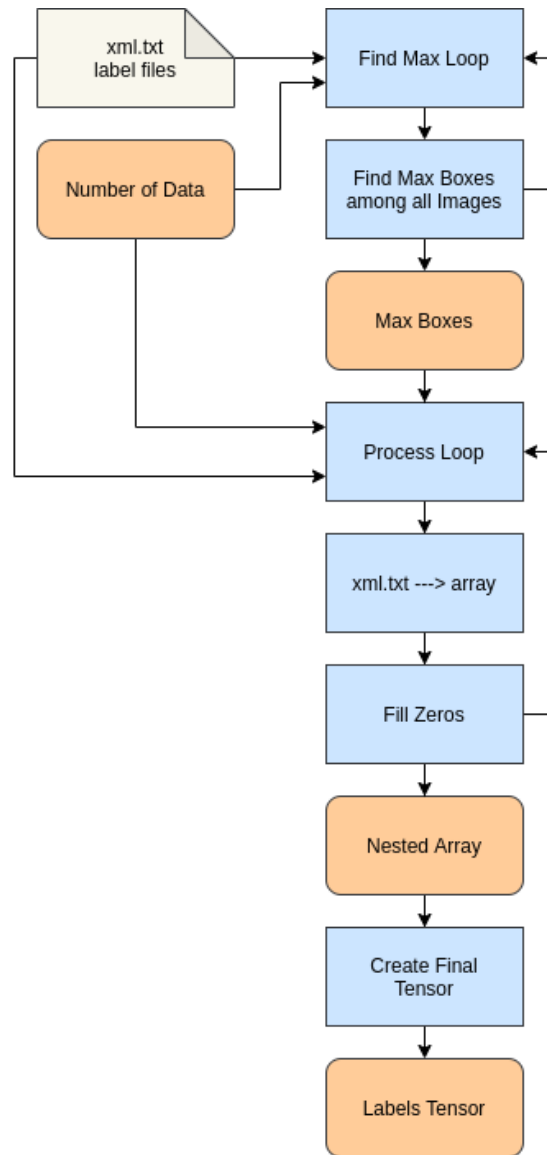 xml.txt
label files
Find Max Loop
Number of Data
Find Max Boxes
among all Images
Max Boxes
Process Loop
xml.txt ---> array
Fill Zeros
Nested Array
Create Final
Tensor
Labels Tensor